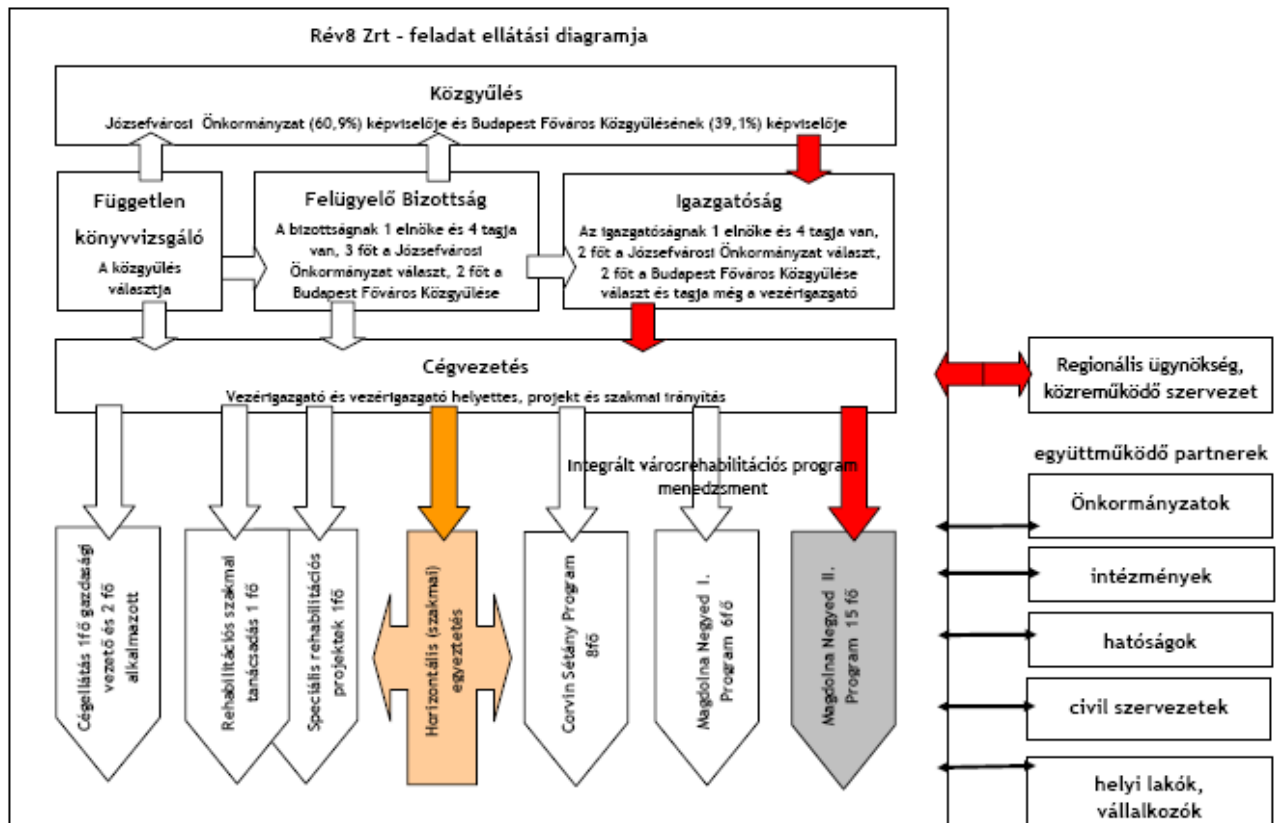 Rév8 Zrt - feladat ellátási diagramja
Közgyűlés
Józsefvárosi Önkormányzat (60,9%) képviselője és Budapest Főváros Közgyűlésének (39,1%) képviselője
Független
könyvvizsgáló
A közgyűlés
választja
Felügyelő Bizottság
A bizottságnak 1 elnöke és 4 tagja
van, 3 főt a Józsefvárosi
Önkormányzat választ, 2 főt a
Budapest Főváros Közgyűlése
Igazgatóság
Az igazgatóságnak 1 elnöke és 4 tagja van,
2 főt a Józsefvárosi Önkormányzat választ,
2 főt a Budapest Főváros Közgyűlése
választ és tagja még a vezérigazgató
Cégvezetés
Vezérigazgató és vezérigazgató helyettes, projekt és szakmai irányítás
Integrált városrehabilitációs program
menedzsment
Cégellátás 1fő gazdasági
vezető és 2 fő
alkalmazott
Rehabilitációs szakmai
tanácsadás 1 fő
Speciális rehabilitációs
projektek 1fő
Horizontális (szakmai)
egyeztetés
Corvin Sétány Program
8fő
Magdolna Negyed I.
Program 6fő
Magdolna Negyed II.
Program 15 fő
Regionális ügynökség,
közreműködő szervezet
együttműködő partnerek
Önkormányzatok
intézmények
hatóságok
civil szervezetek
helyi lakók,
vállalkozók